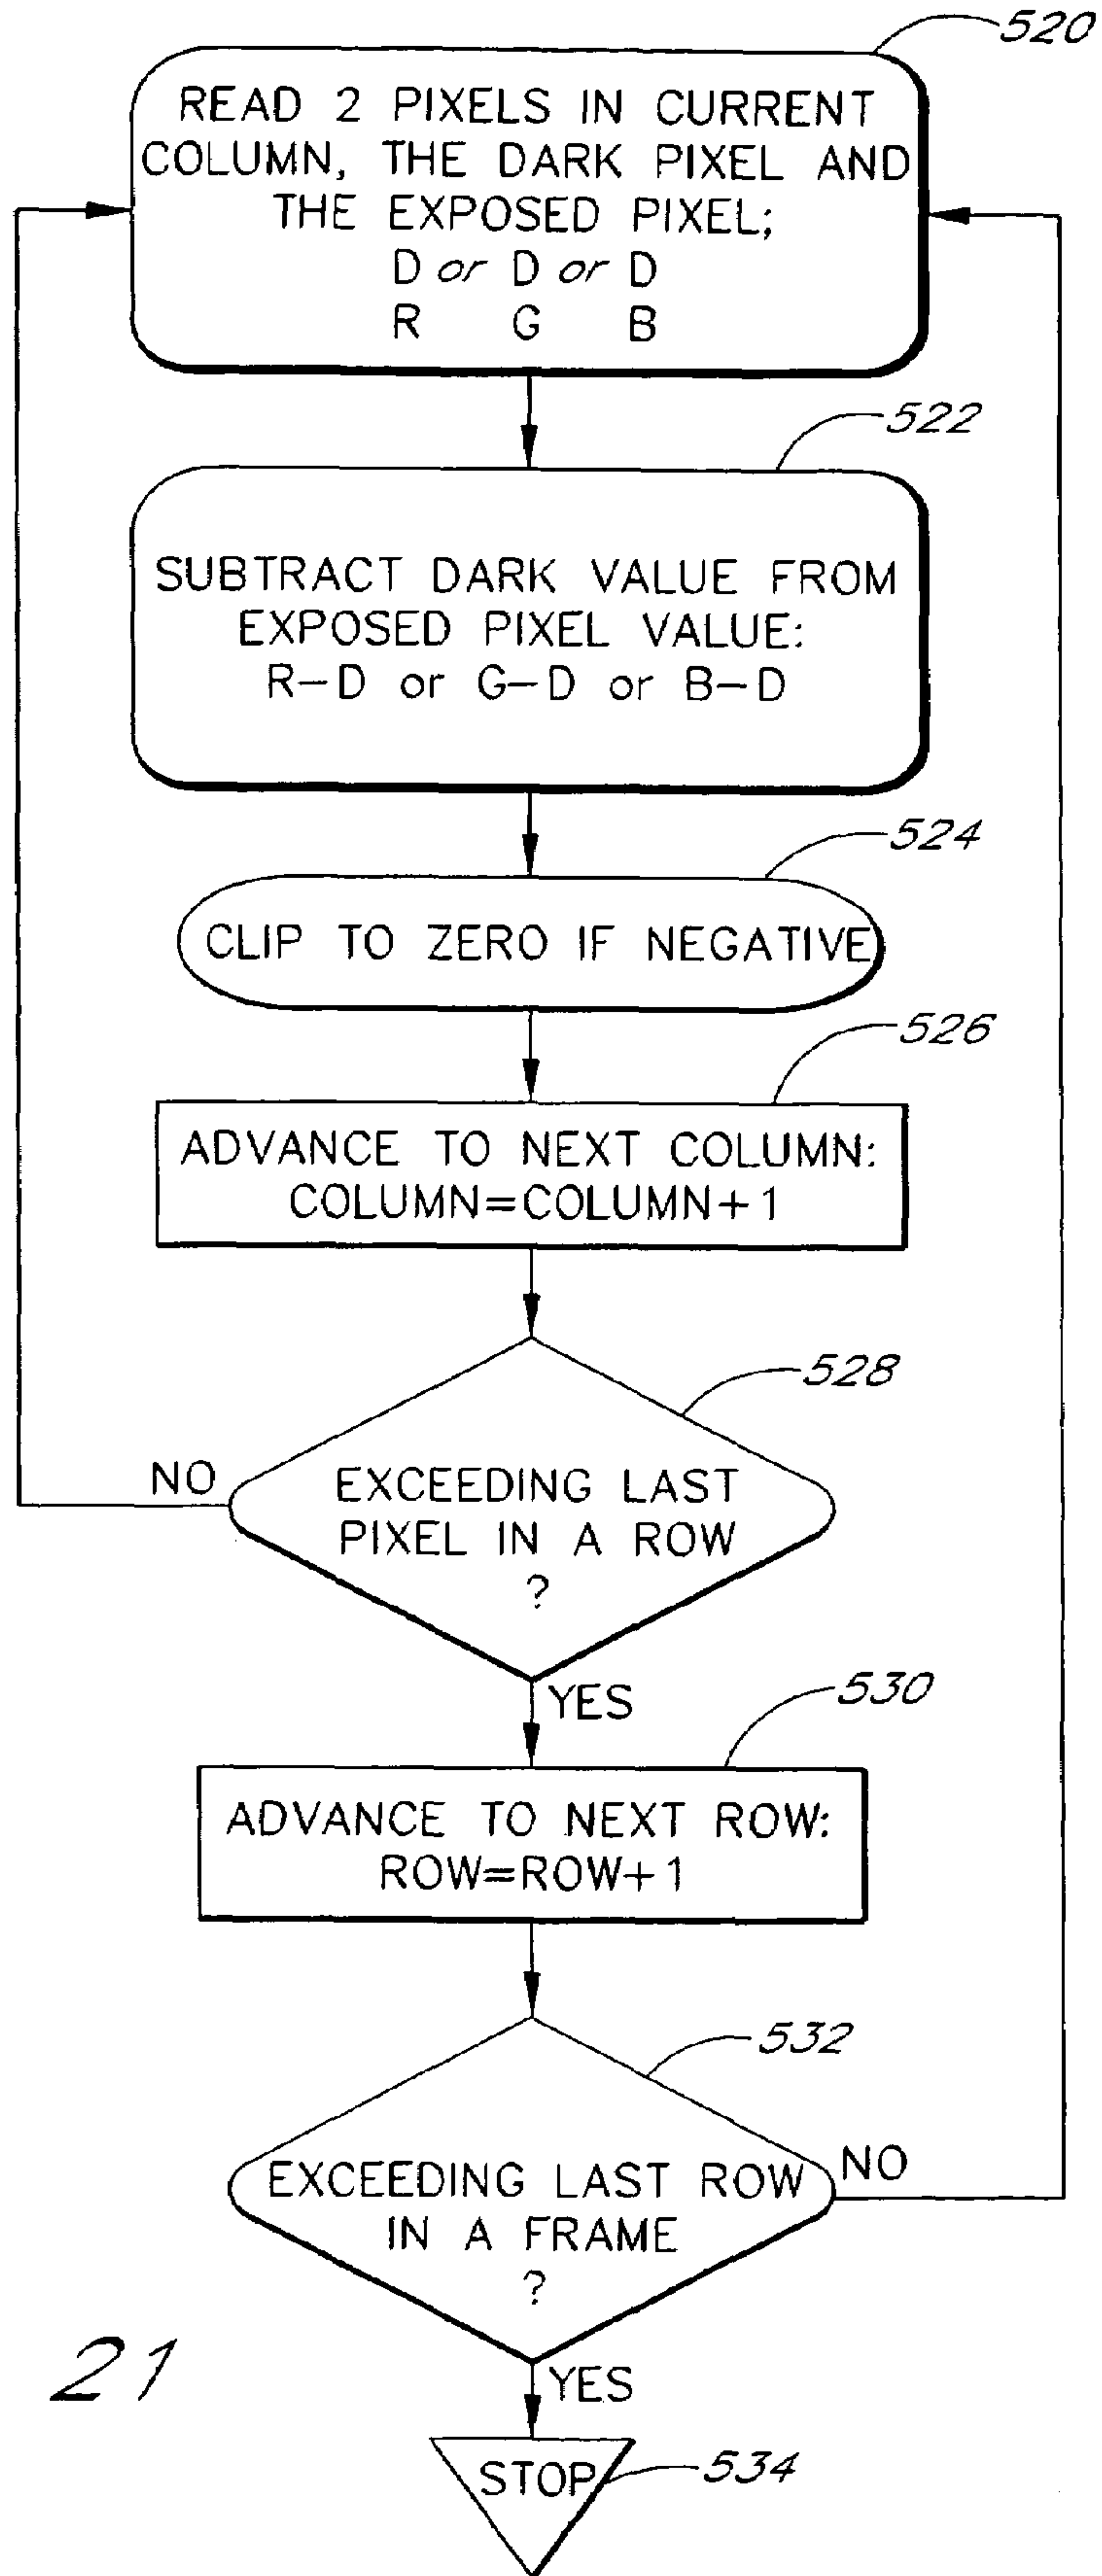 520
READ 2 PIXELS IN CURRENT
COLUMN, THE DARK PIXEL AND
THE EXPOSED PIXEL;
D or D or D
R G B
522
SUBTRACT DARK VALUE FROM
EXPOSED PIXEL VALUE:
R-D or G-D or B-D
524
CLIP TO ZERO IF NEGATIVE
526
ADVANCE TO NEXT COLUMN:
COLUMN=COLUMN+1
528
NO
EXCEEDING LAST
PIXEL IN A ROW
?
YES
530
ADVANCE TO NEXT ROW:
ROW=ROW+1
532
NO
EXCEEDING LAST ROW
IN A FRAME
?
21
YES
STOP
534